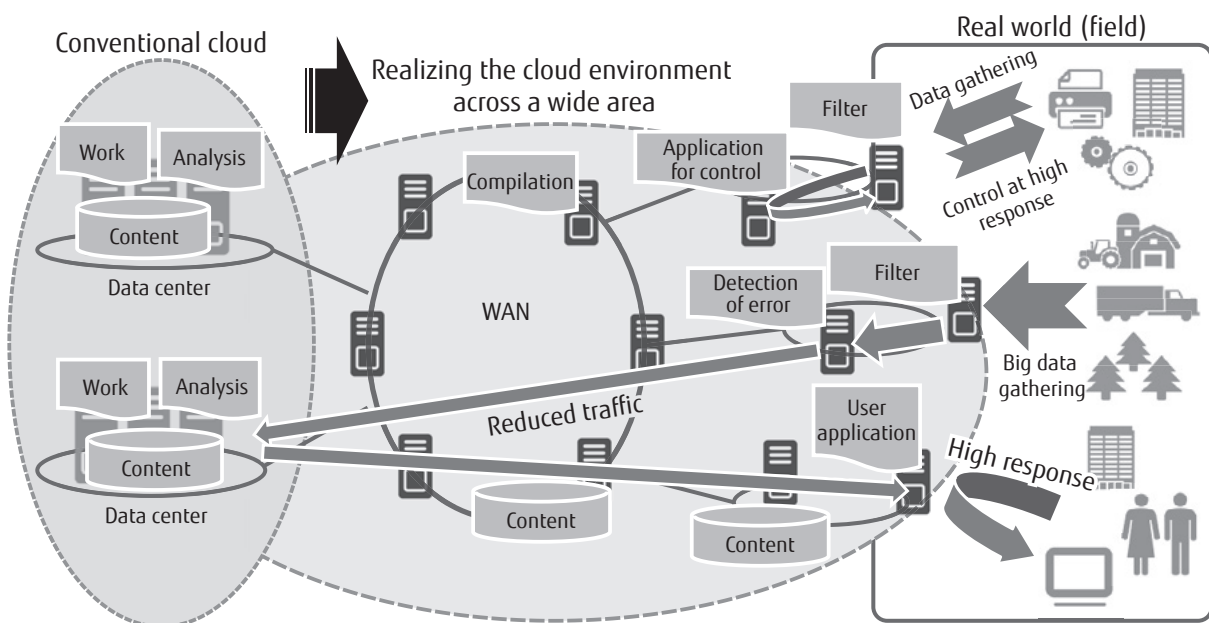 Conventional cloud
Realizing the cloud environment
across a wide area
Real world (field)
Work
Analysis
Content
Data center
Compilation
Application
for control
Filter
Data gathering
Control at high
response
WAN
Detection
of error
Filter
Big data
gathering
Work
Analysis
Content
Data center
Reduced traffic
User
application
High response
Content
Content